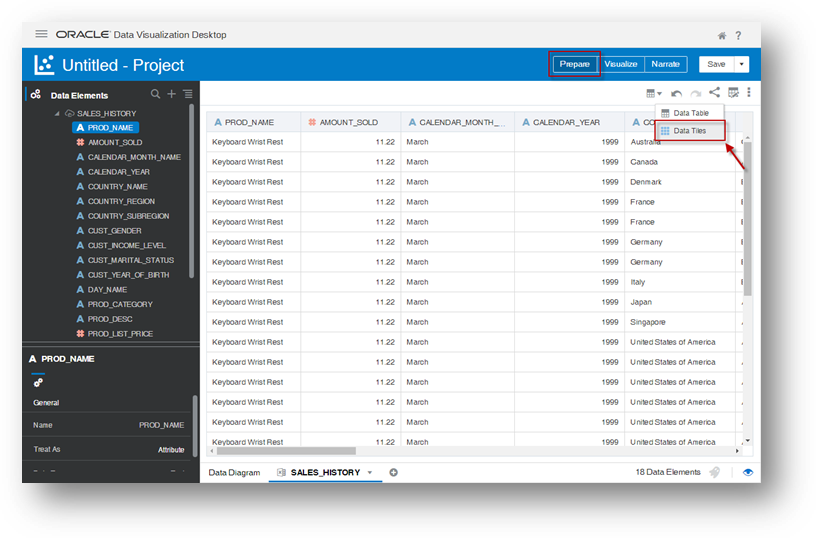 ORACLE Data Visualization Desktop
?
Untitled - Project
Prepare Visualize Narrate Save
Data Elements
SALES_HISTORY
A PROD_NAME
# AMOUNT_SOLD
A CALENDAR_MONTH_NAME
A CALENDAR_YEAR
A COUNTRY_NAME
A COUNTRY_REGION
A COUNTRY_SUBREGION
A CUST_GENDER
A CUST_INCOME_LEVEL
A CUST_MARITAL_STATUS
A CUST_YEAR_OF_BIRTH
A DAY_NAME
A PROD_CATEGORY
A PROD_DESC
# PROD_LIST_PRICE
A PROD_NAME
General
Name PROD_NAME
Treat As Attribute
Data Table
Data Tiles
A PROD_NAME # AMOUNT_SOLD A CALENDAR_MONTH_... A CALENDAR_YEAR A
Keyboard Wrist Rest 11.22 March 1999 Australia
Keyboard Wrist Rest 11.22 March 1999 Canada
Keyboard Wrist Rest 11.22 March 1999 Denmark
Keyboard Wrist Rest 11.22 March 1999 France
Keyboard Wrist Rest 11.22 March 1999 France
Keyboard Wrist Rest 11.22 March 1999 Germany
Keyboard Wrist Rest 11.22 March 1999 Germany
Keyboard Wrist Rest 11.22 March 1999 Italy
Keyboard Wrist Rest 11.22 March 1999 Japan
Keyboard Wrist Rest 11.22 March 1999 Singapore
Keyboard Wrist Rest 11.22 March 1999 United States of America
Keyboard Wrist Rest 11.22 March 1999 United States of America
Keyboard Wrist Rest 11.22 March 1999 United States of America
Keyboard Wrist Rest 11.22 March 1999 United States of America
Keyboard Wrist Rest 11.22 March 1999 United States of America
Keyboard Wrist Rest 11.22 March 1999 United States of America
Data Diagram SALES_HISTORY 18 Data Elements